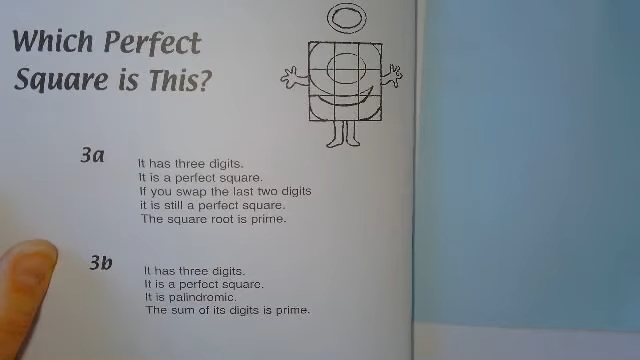 Which Perfect
Square is This?
3a
It has three digits.
It is a perfect square.
If you swap the last two digits
it is still a perfect square.
The square root is prime.
3b
It has three digits.
It is a perfect square.
It is palindromic.
The sum of its digits is prime.